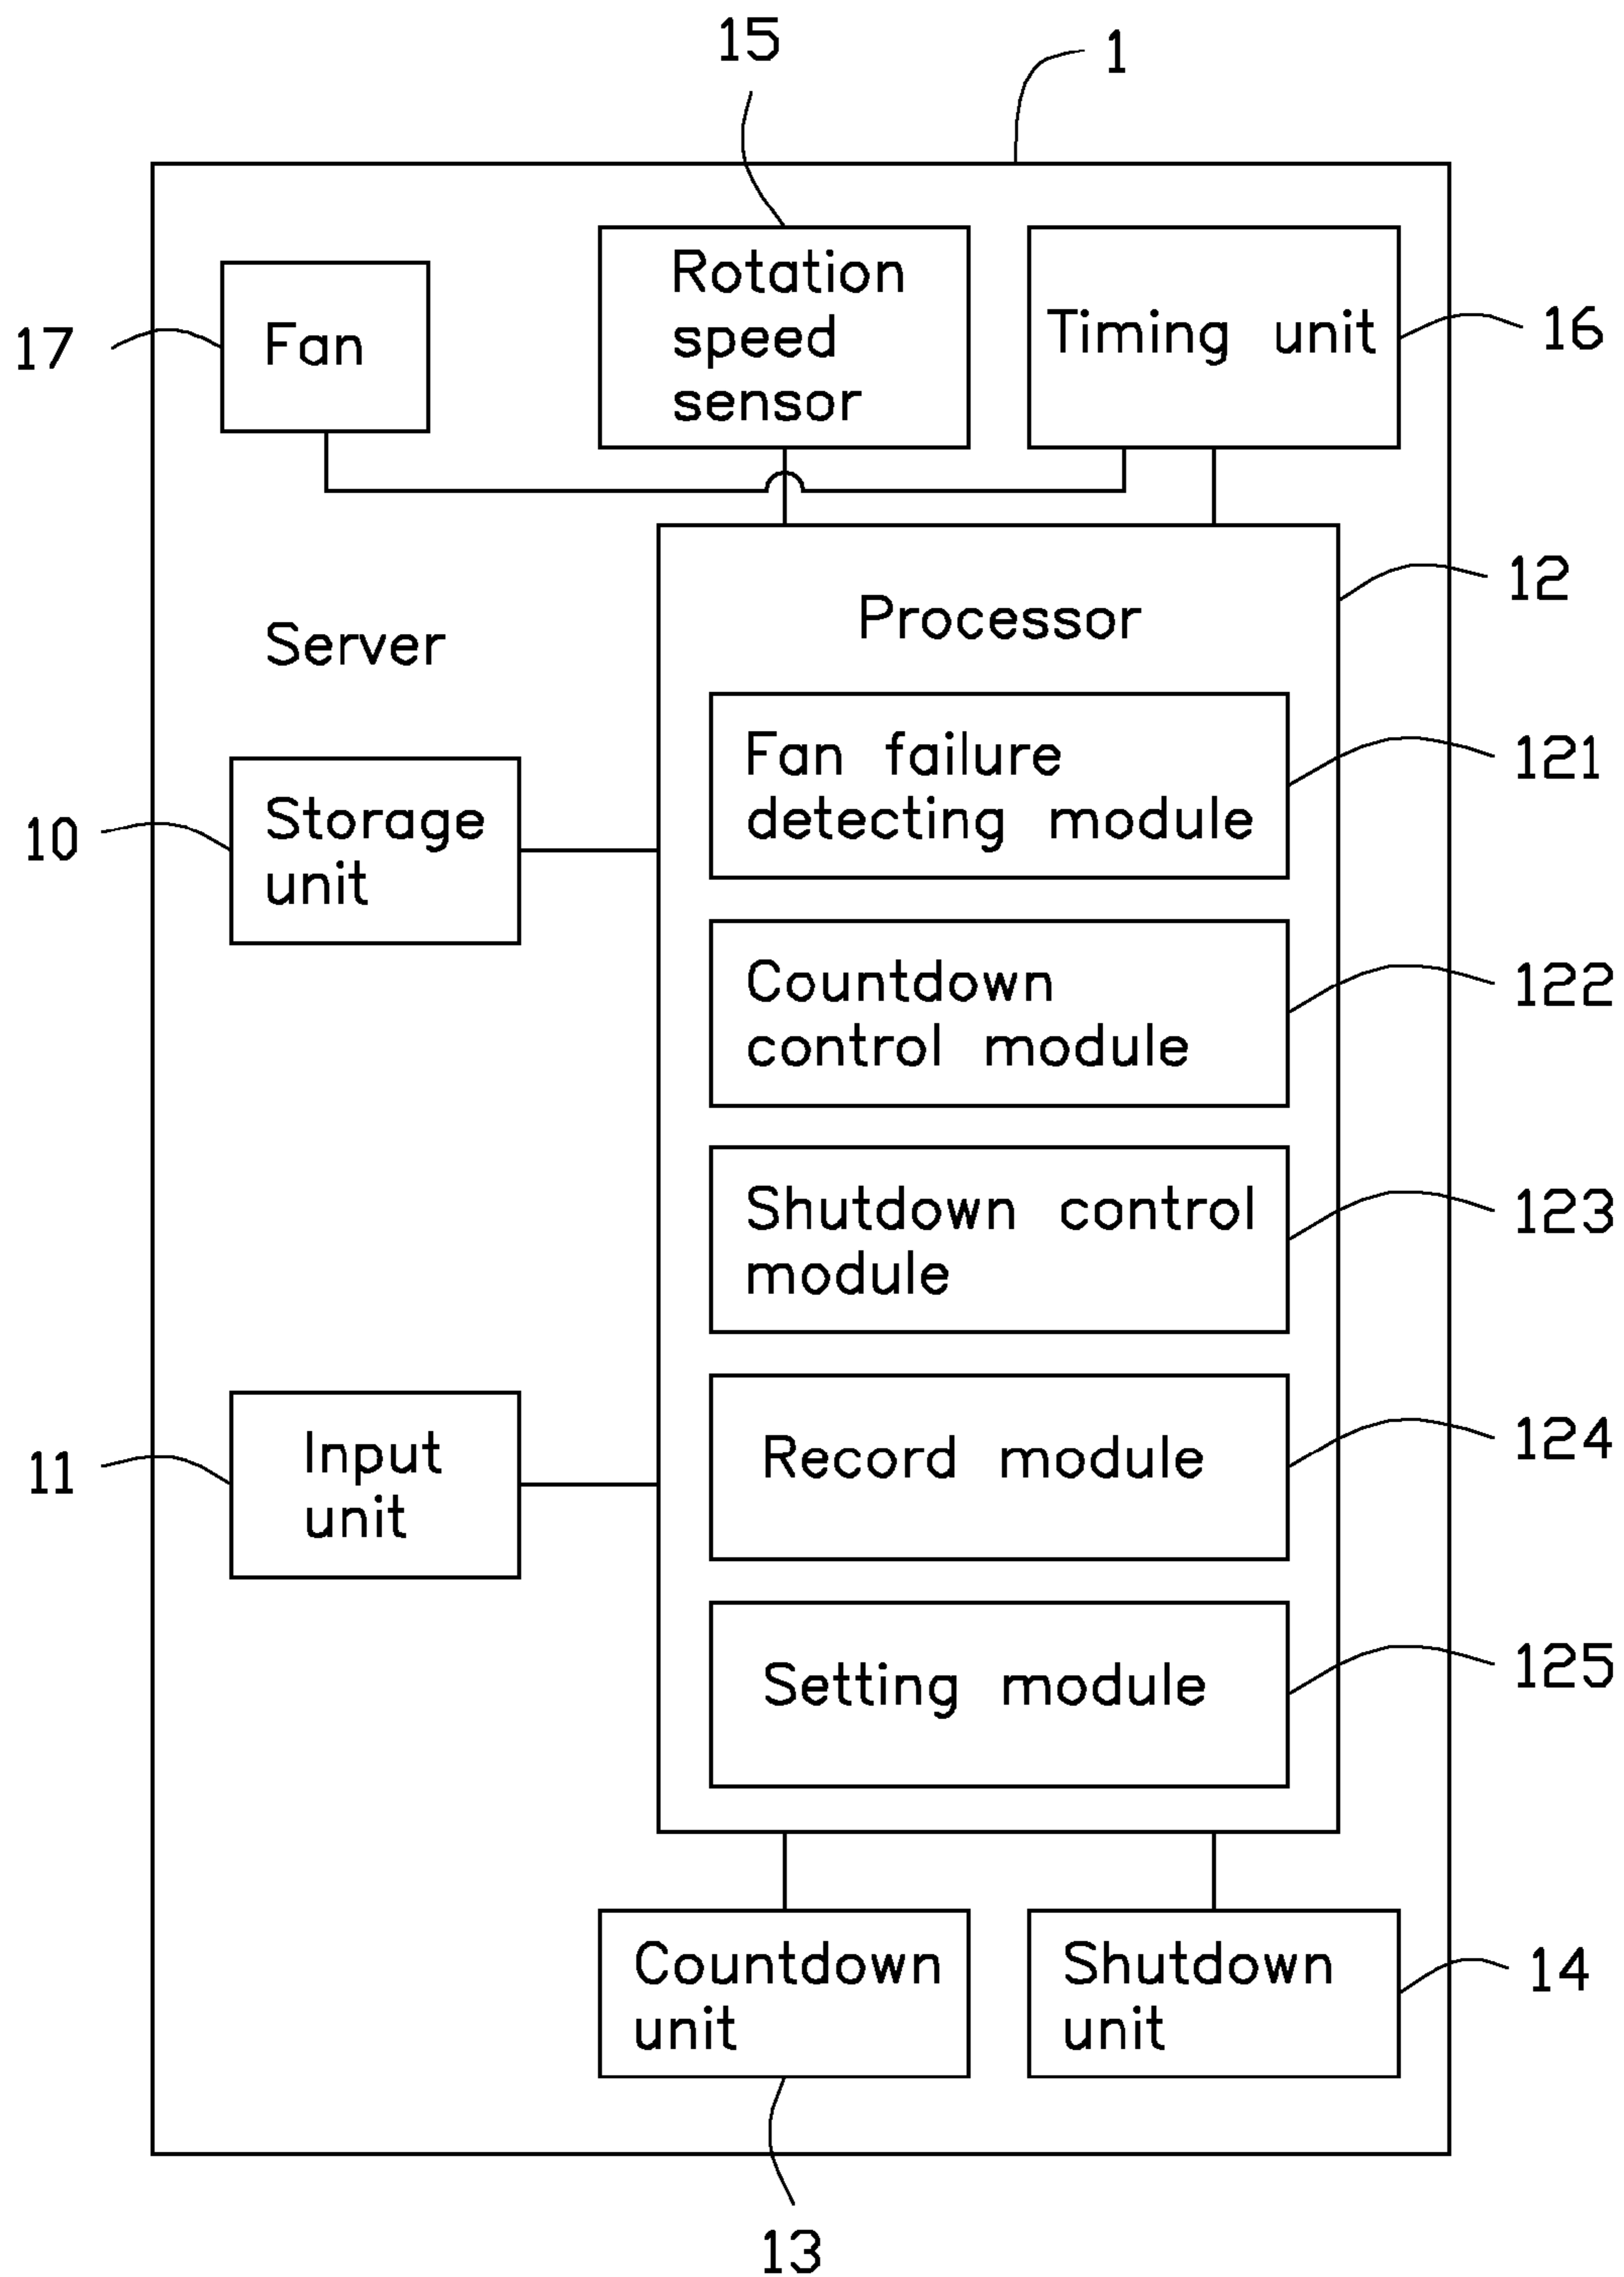 15
1
Rotation
speed
sensor
Timing unit
16
Fan
17
12
Processor
Server
Fan failure
detecting module
121
Storage
unit
10
Countdown
control module
122
Shutdown control
module
123
Input
unit
11
Record module
124
Setting module
125
Countdown
unit
Shutdown
unit
14
13